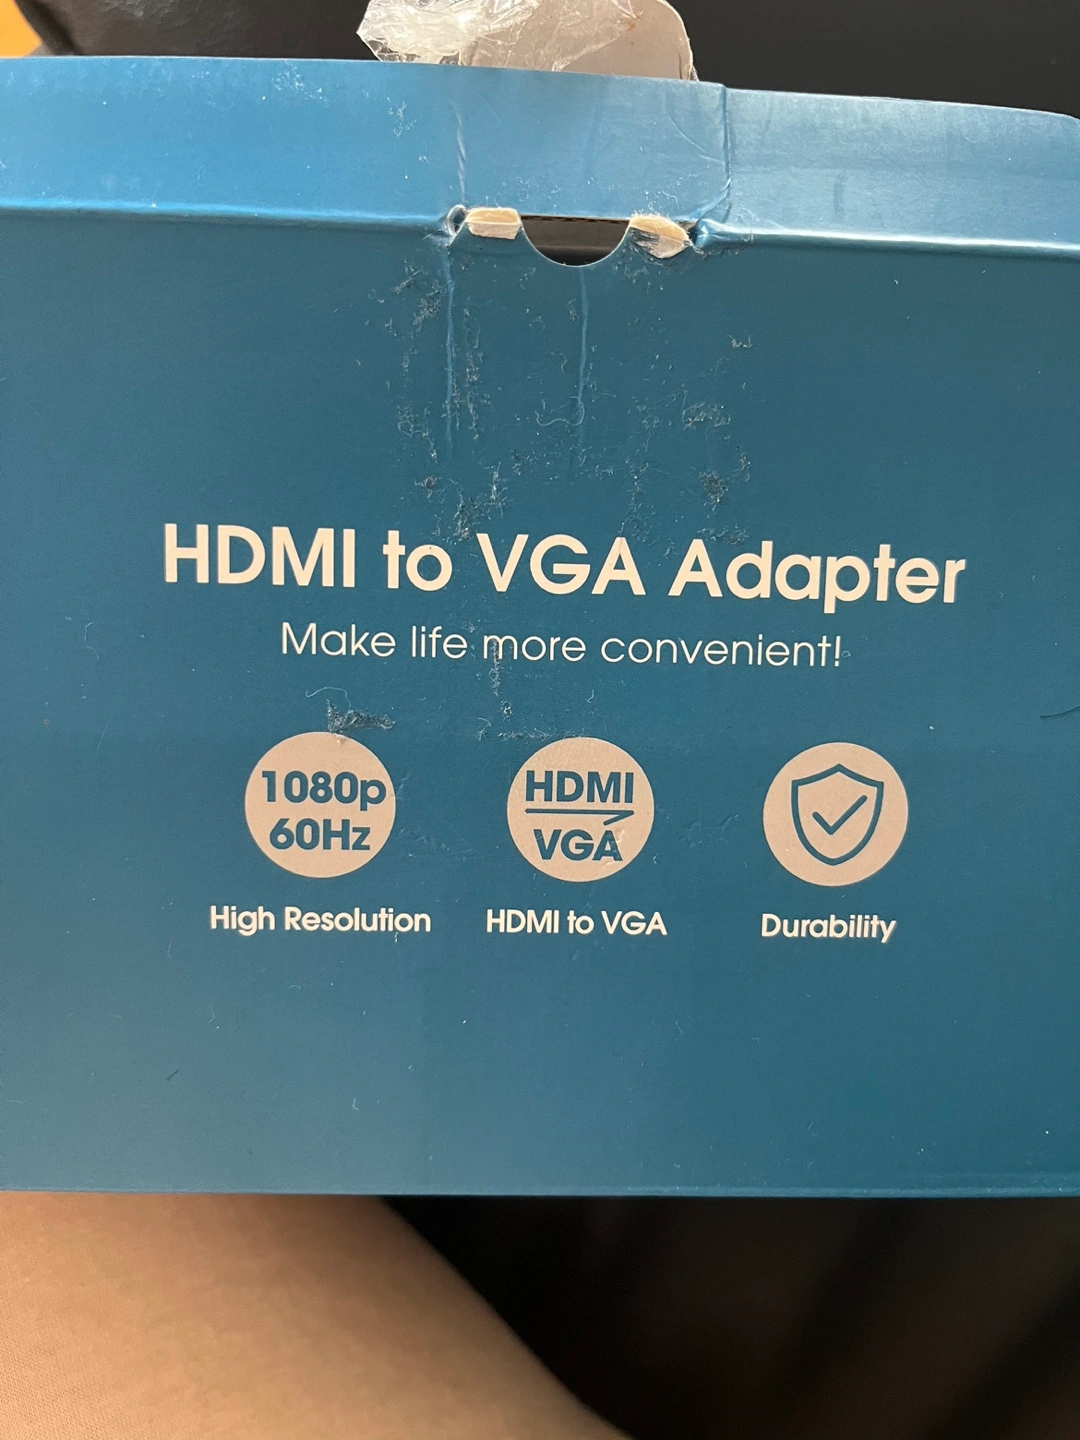 HDMI to VGA Adapter
Make life more convenient!
1080p
60Hz
HDMI
VGA
High Resolution
HDMI to VGA
Durability